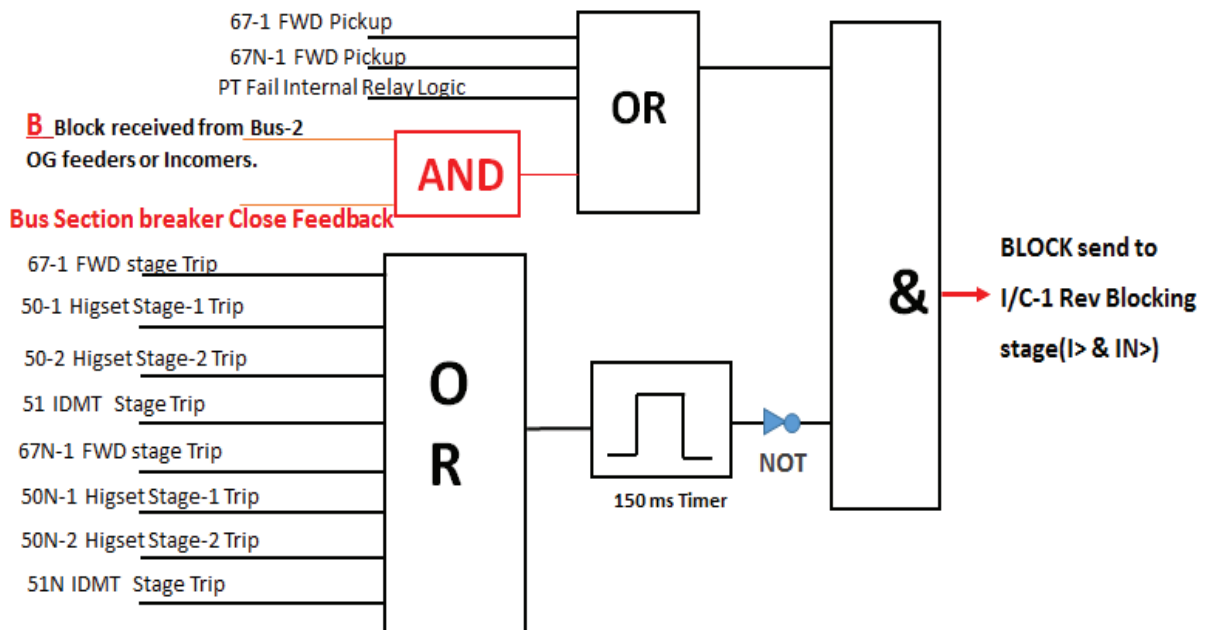 67-1 FWD Pickup
67N-1 FWD Pickup
PT Fail Internal Relay Logic
B Block received from Bus-2
OG feeders or Incomers.
AND
OR
Bus Section breaker Close Feedback
67-1 FWD stage Trip
50-1 Higset Stage-1 Trip
50-2 Higset Stage-2 Trip
51 IDMT Stage Trip
67N-1 FWD stage Trip
50N-1 Higset Stage-1 Trip
50N-2 Higset Stage-2 Trip
51N IDMT Stage Trip
O
R
150 ms Timer
NOT
&
BLOCK send to
I/C-1 Rev Blocking
stage(I> & IN>)